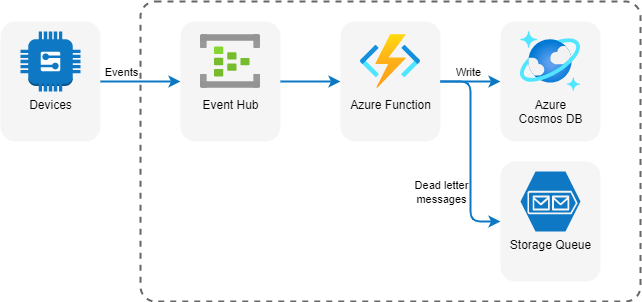 Devices
Events
Event Hub
Azure Function
Write
Azure
Cosmos DB
Dead letter
messages
Storage Queue